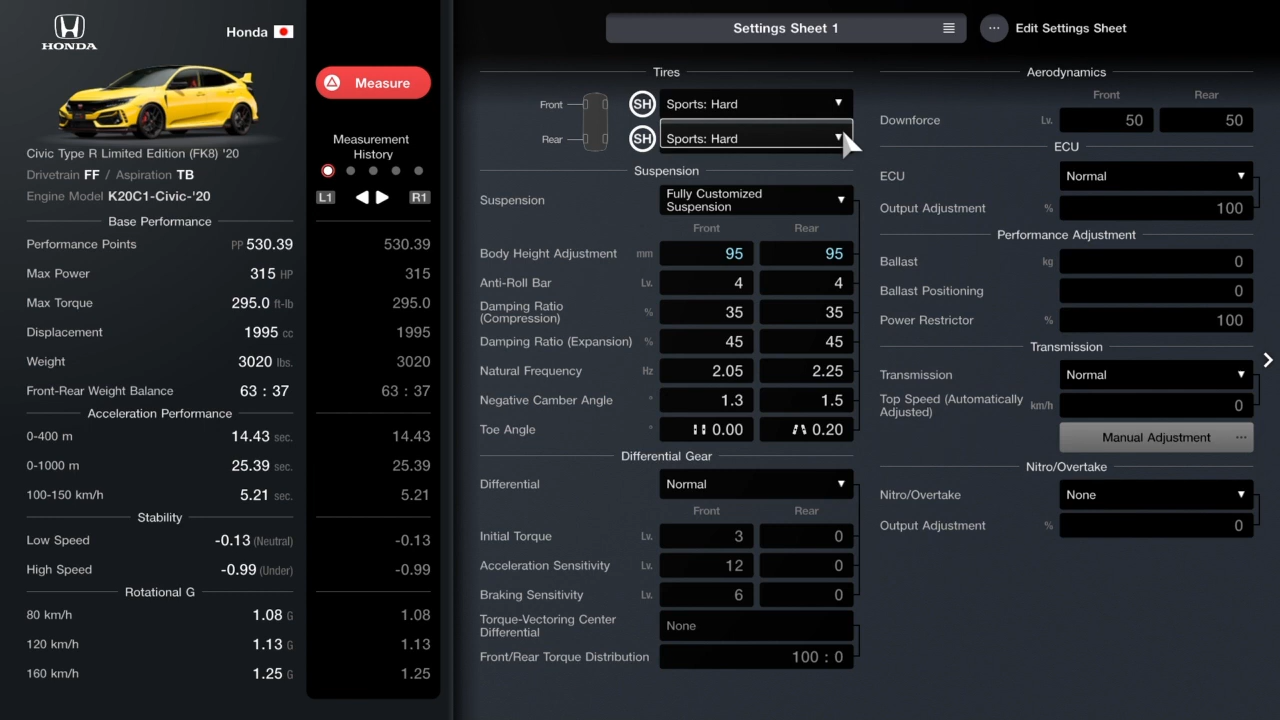 HONDA
Honda
Civic Type R Limited Edition (FK8) '20
Drivetrain FF / Aspiration TB
Engine Model K20C1-Civic-'20
Base Performance
Performance Points PP 530.39
Max Power 315 HP
Max Torque 295.0 ft-lb
Displacement 1995 cc
Weight 3020 lbs.
Front-Rear Weight Balance 63 : 37
Acceleration Performance
0-400 m 14.43 sec.
0-1000 m 25.39 sec.
100-150 km/h 5.21 sec.
Stability
Low Speed -0.13 (Neutral)
High Speed -0.99 (Under)
Rotational G
80 km/h 1.08 G
120 km/h 1.13 G
160 km/h 1.25 G
Measure
Measurement
History
L1 R1
530.39
315
295.0
1995
3020
63 : 37
14.43
25.39
5.21
-0.13
-0.99
1.08
1.13
1.25
Settings Sheet 1
Edit Settings Sheet
Tires
Front SH Sports: Hard
Rear SH Sports: Hard
Suspension
Suspension Fully Customized
Suspension
Front Rear
Body Height Adjustment mm 95 95
Anti-Roll Bar Lv. 4 4
Damping Ratio
(Compression) % 35 35
Damping Ratio (Expansion) % 45 45
Natural Frequency Hz 2.05 2.25
Negative Camber Angle ° 1.3 1.5
Toe Angle ° 0.00 0.20
Differential Gear
Differential Normal
Front Rear
Initial Torque Lv. 3 0
Acceleration Sensitivity Lv. 12 0
Braking Sensitivity Lv. 6 0
Torque-Vectoring Center
Differential None
Front/Rear Torque Distribution 100 : 0
Aerodynamics
Front Rear
Downforce Lv. 50 50
ECU
ECU Normal
Output Adjustment % 100
Performance Adjustment
Ballast kg 0
Ballast Positioning 0
Power Restrictor % 100
Transmission
Transmission Normal
Top Speed (Automatically
Adjusted) km/h 0
Manual Adjustment
Nitro/Overtake
Nitro/Overtake None
Output Adjustment % 0